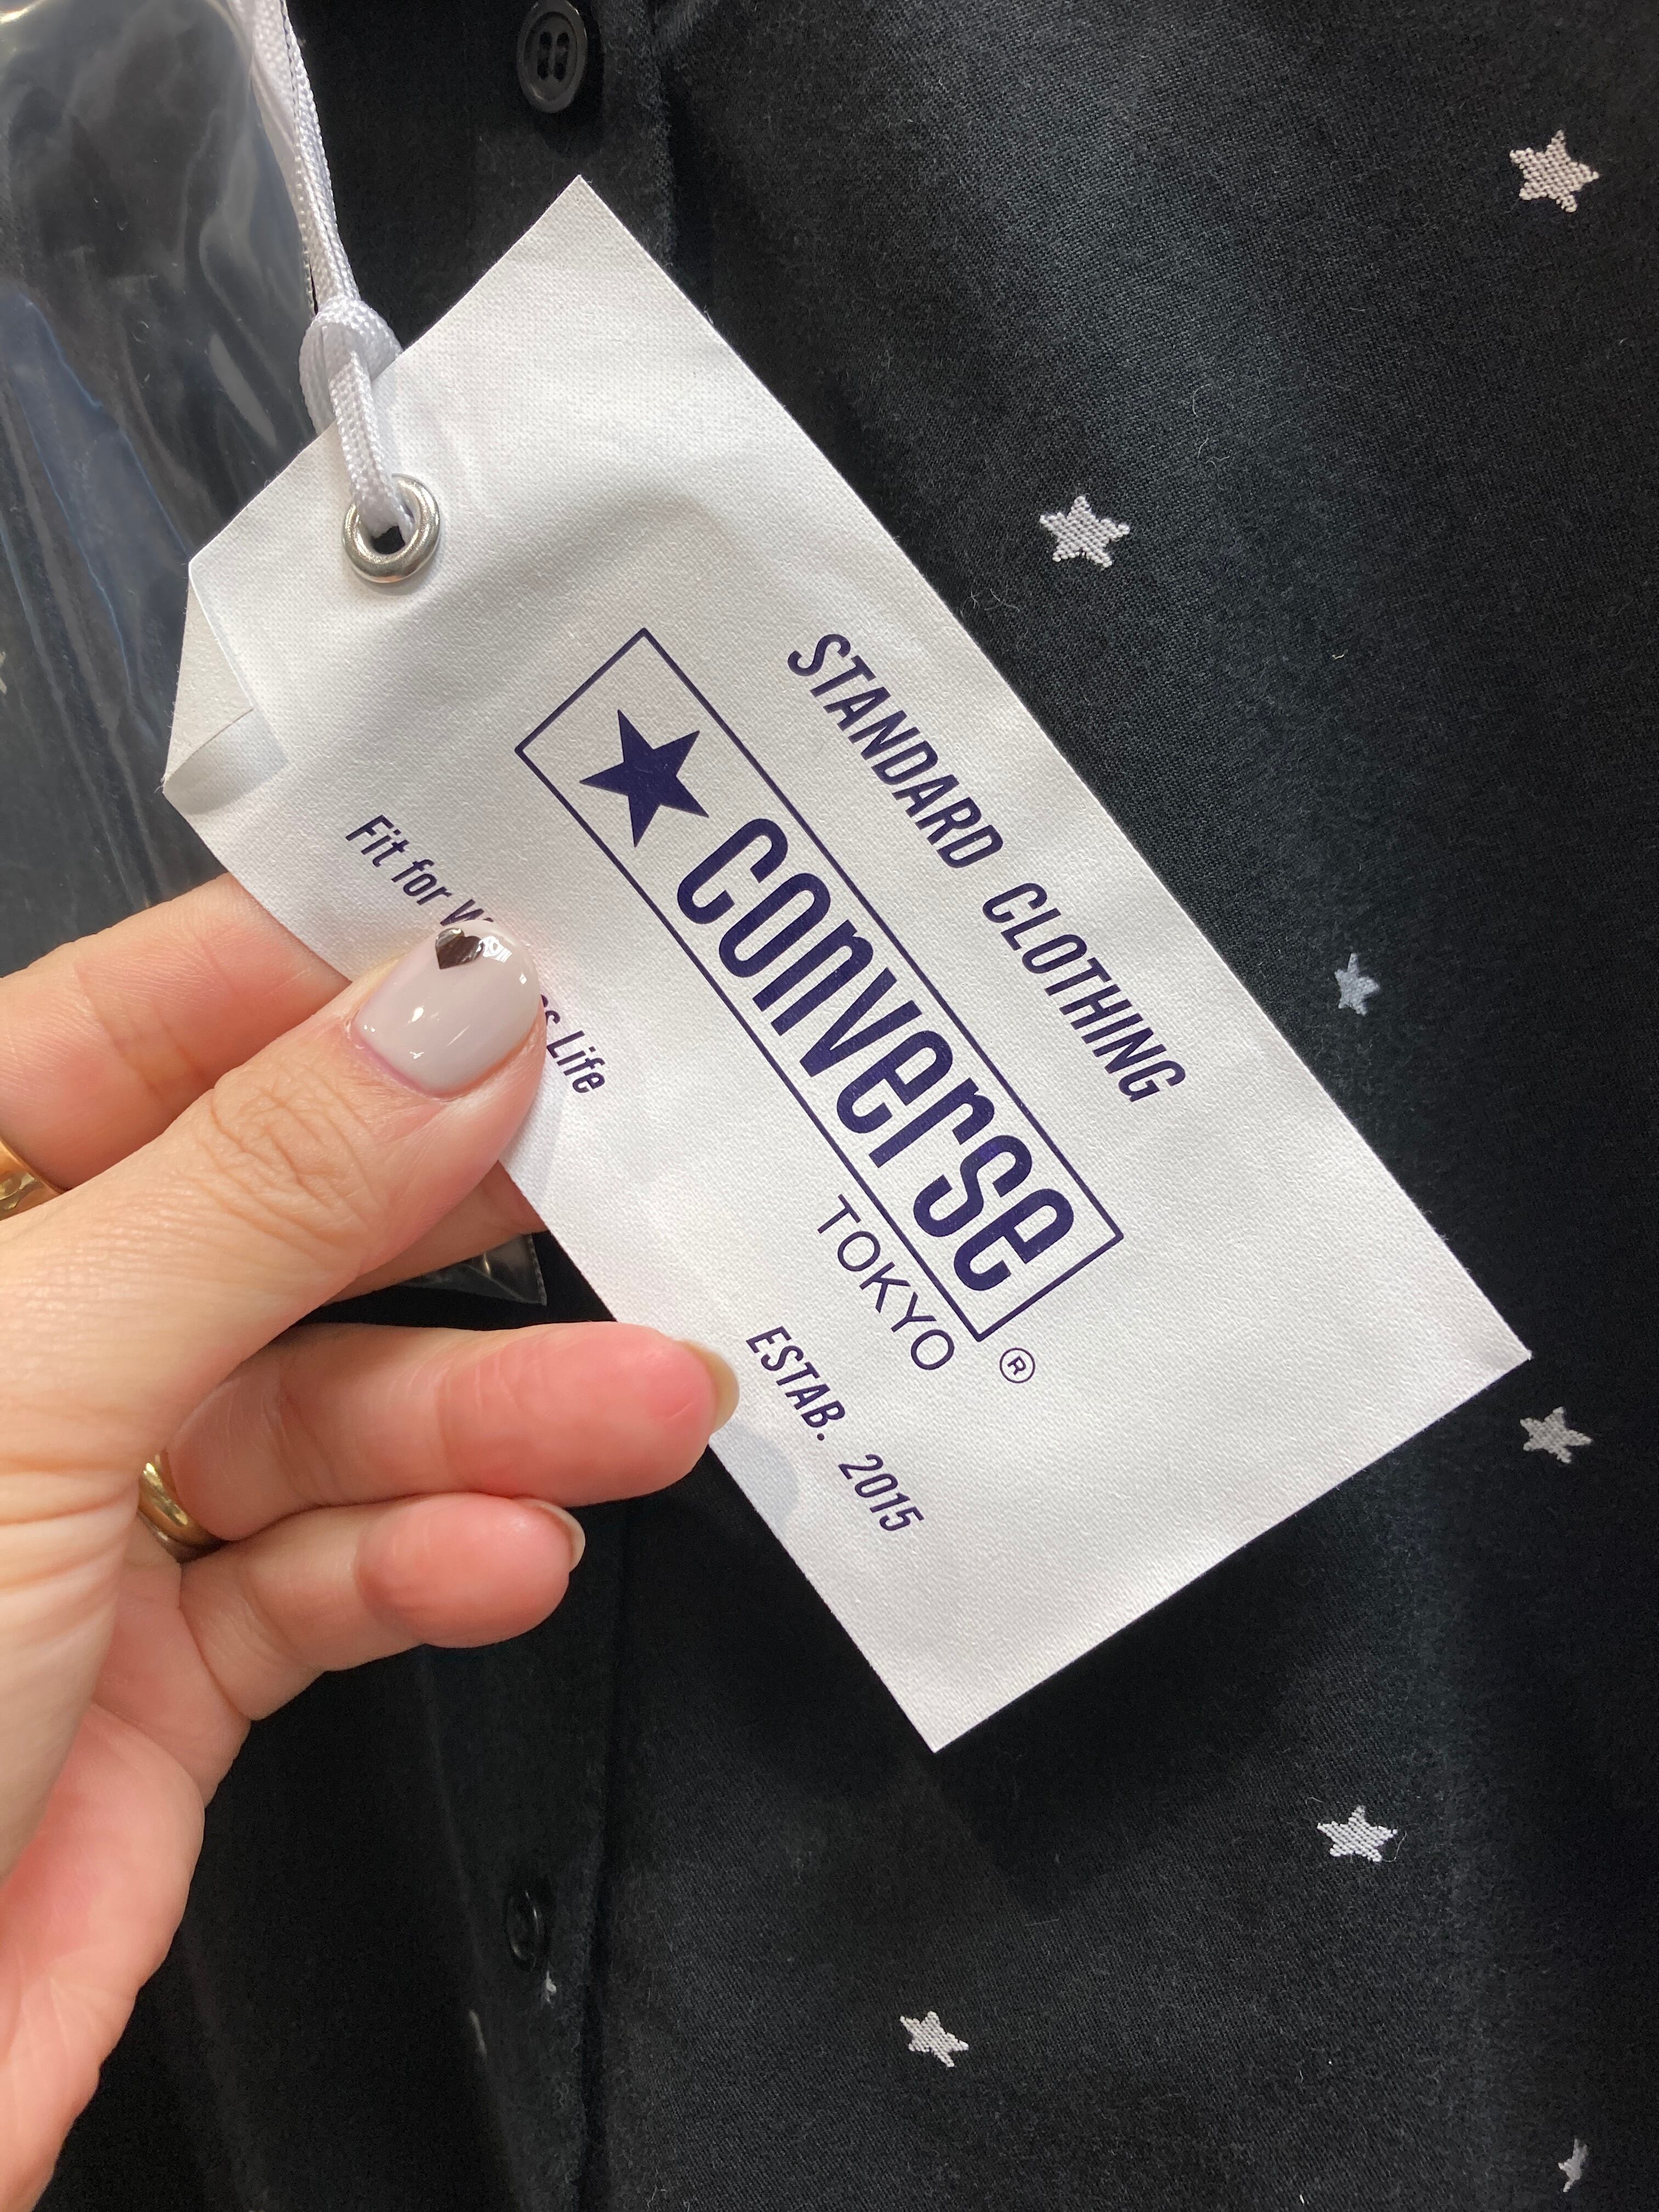 STANDARD CLOTHING
converse
TOKYO
®
Fit for Life
ESTAB. 2015